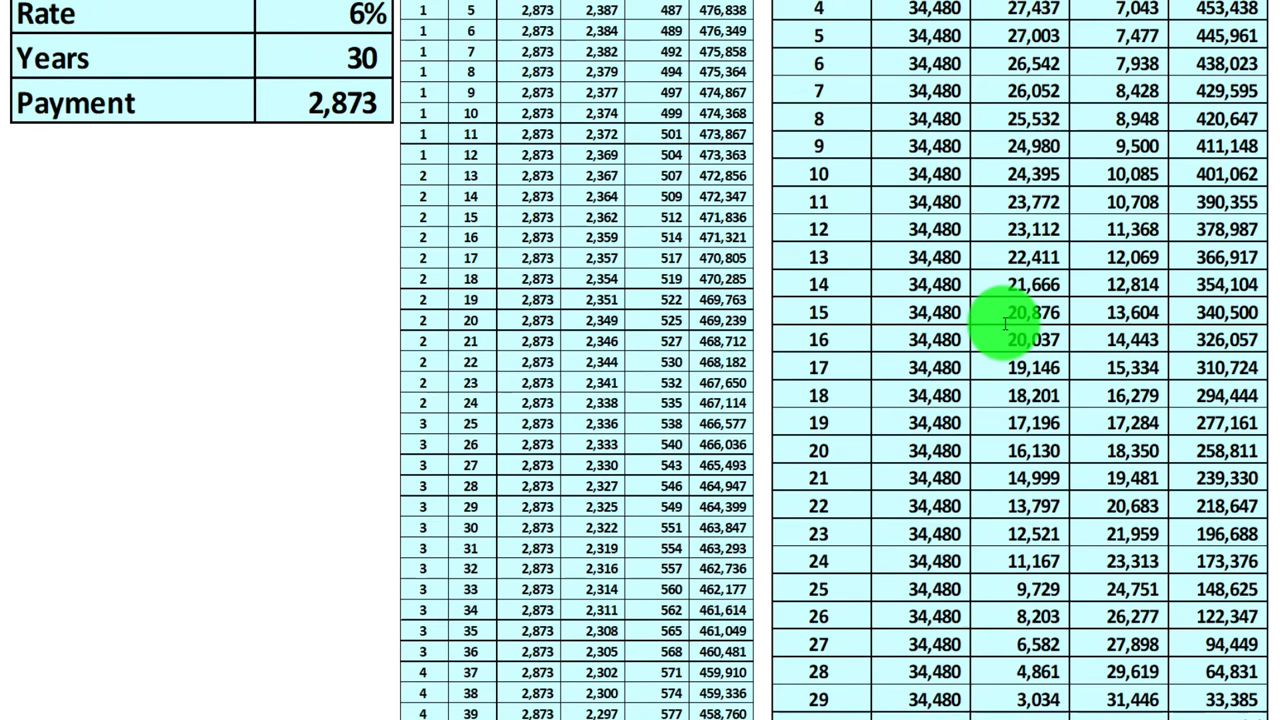 Rate 6%
Years 30
Payment 2,873
1 5 2,873 2,387 487 476,838
1 6 2,873 2,384 489 476,349
1 7 2,873 2,382 492 475,858
1 8 2,873 2,379 494 475,364
1 9 2,873 2,377 497 474,867
1 10 2,873 2,374 499 474,368
1 11 2,873 2,372 501 473,867
1 12 2,873 2,369 504 473,363
2 13 2,873 2,367 507 472,856
2 14 2,873 2,364 509 472,347
2 15 2,873 2,362 512 471,836
2 16 2,873 2,359 514 471,321
2 17 2,873 2,357 517 470,805
2 18 2,873 2,354 519 470,285
2 19 2,873 2,351 522 469,763
2 20 2,873 2,349 525 469,239
2 21 2,873 2,346 527 468,712
2 22 2,873 2,344 530 468,182
2 23 2,873 2,341 532 467,650
2 24 2,873 2,338 535 467,114
3 25 2,873 2,336 538 466,577
3 26 2,873 2,333 540 466,036
3 27 2,873 2,330 543 465,493
3 28 2,873 2,327 546 464,947
3 29 2,873 2,325 549 464,399
3 30 2,873 2,322 551 463,847
3 31 2,873 2,319 554 463,293
3 32 2,873 2,316 557 462,736
3 33 2,873 2,314 560 462,177
3 34 2,873 2,311 562 461,614
3 35 2,873 2,308 565 461,049
3 36 2,873 2,305 568 460,481
4 37 2,873 2,302 571 459,910
4 38 2,873 2,300 574 459,336
4 39 2,873 2,297 577 458,760
4 34,480 27,437 7,043 453,438
5 34,480 27,003 7,477 445,961
6 34,480 26,542 7,938 438,023
7 34,480 26,052 8,428 429,595
8 34,480 25,532 8,948 420,647
9 34,480 24,980 9,500 411,148
10 34,480 24,395 10,085 401,062
11 34,480 23,772 10,708 390,355
12 34,480 23,112 11,368 378,987
13 34,480 22,411 12,069 366,917
14 34,480 21,666 12,814 354,104
15 34,480 20,876 13,604 340,500
16 34,480 20,037 14,443 326,057
17 34,480 19,146 15,334 310,724
18 34,480 18,201 16,279 294,444
19 34,480 17,196 17,284 277,161
20 34,480 16,130 18,350 258,811
21 34,480 14,999 19,481 239,330
22 34,480 13,797 20,683 218,647
23 34,480 12,521 21,959 196,688
24 34,480 11,167 23,313 173,376
25 34,480 9,729 24,751 148,625
26 34,480 8,203 26,277 122,347
27 34,480 6,582 27,898 94,449
28 34,480 4,861 29,619 64,831
29 34,480 3,034 31,446 33,385